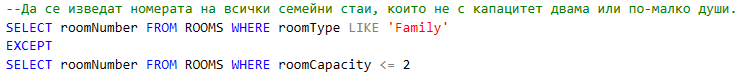 --Да се изведат номерата на всички семейни стаи, които не с капацитет двама или по-малко души.
SELECT roomNumber FROM ROOMS WHERE roomType LIKE 'Family'
EXCEPT
SELECT roomNumber FROM ROOMS WHERE roomCapacity <= 2